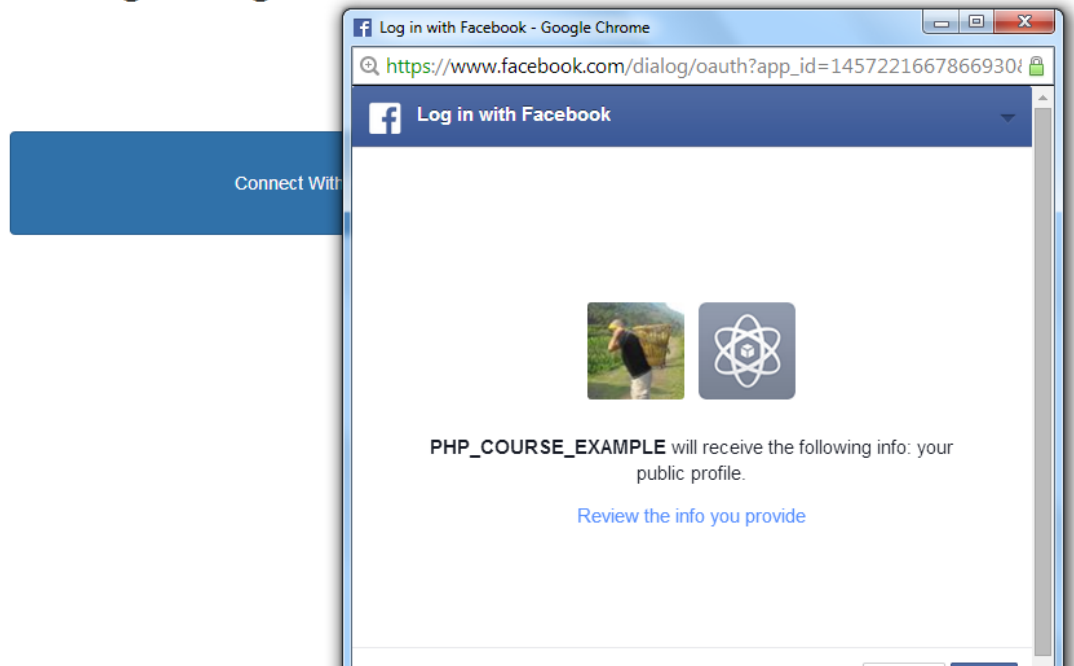 Log in with Facebook - Google Chrome
https://www.facebook.com/dialog/oauth?app_id=1457221667866930&
Log in with Facebook
Connect With
PHP_COURSE_EXAMPLE will receive the following info: your
public profile.
Review the info you provide